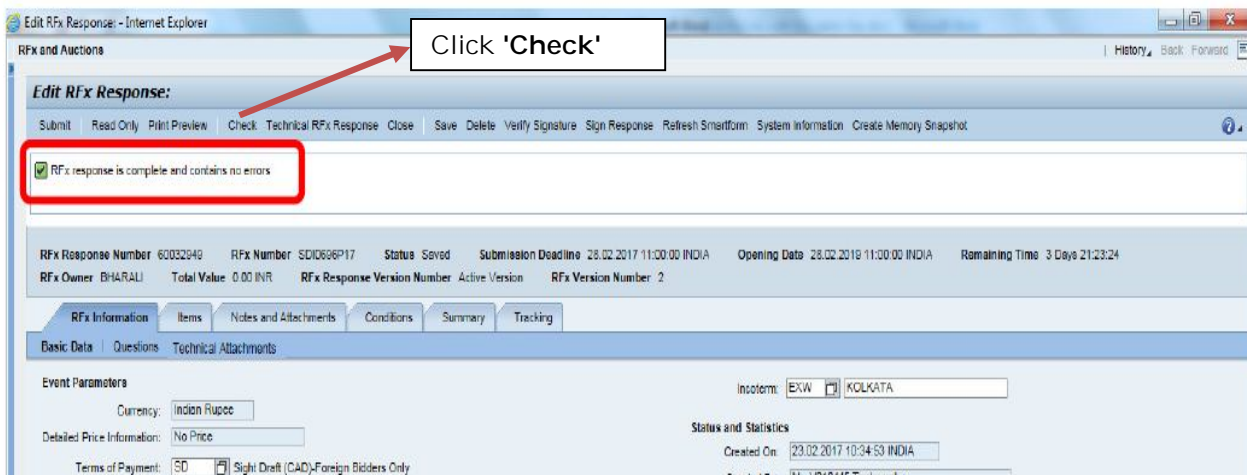 Edit RFx Response: - Internet Explorer
RFx and Auctions
Click 'Check'
History Back Forward
Edit RFx Response:
Submit Read Only Print Preview Check Technical RFx Response Close Save Delete Verify Signature Sign Response Refresh Smartform System Information Create Memory Snapshot
RFx response is complete and contains no errors
RFx Response Number 60032949 RFx Number SDID696P17 Status Saved Submission Deadline 28.02.2017 11:00:00 INDIA Opening Date 28.02.2019 11:00:00 INDIA Remaining Time 3 Days 21:23:24
RFx Owner BHARALI Total Value 0.00 INR RFx Response Version Number Active Version RFx Version Number 2
RFx Information Items Notes and Attachments Conditions Summary Tracking
Basic Data Questions Technical Attachments
Event Parameters
Incoterm: EXW KOLKATA
Currency: Indian Rupee
Status and Statistics
Detailed Price Information: No Price
Created On: 23.02.2017 10:34:53 INDIA
Terms of Payment: SD Sight Draft (CAD)-Foreign Bidders Only